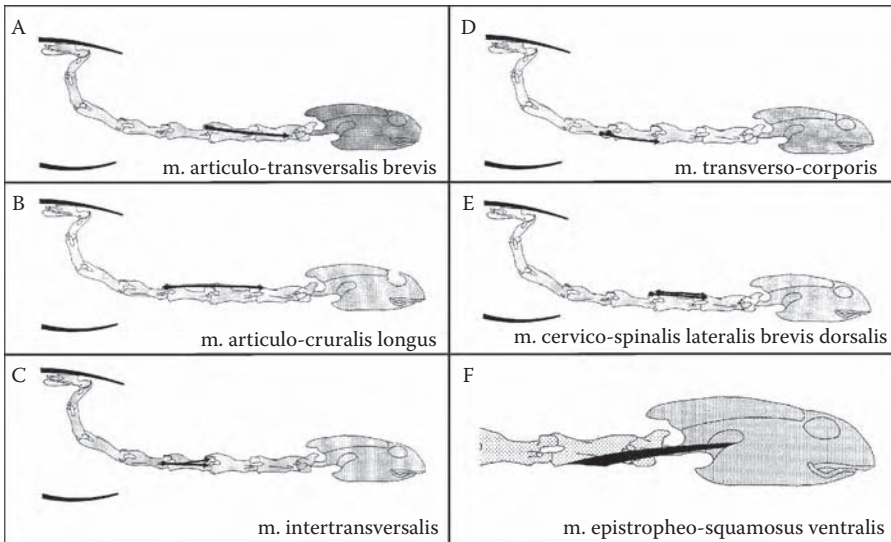 A
m. articulo-transversalis brevis
B
m. articulo-cruralis longus
C
m. intertransversalis
D
m. transverso-corporis
E
m. cervico-spinalis lateralis brevis dorsalis
F
m. epistropheo-squamosus ventralis